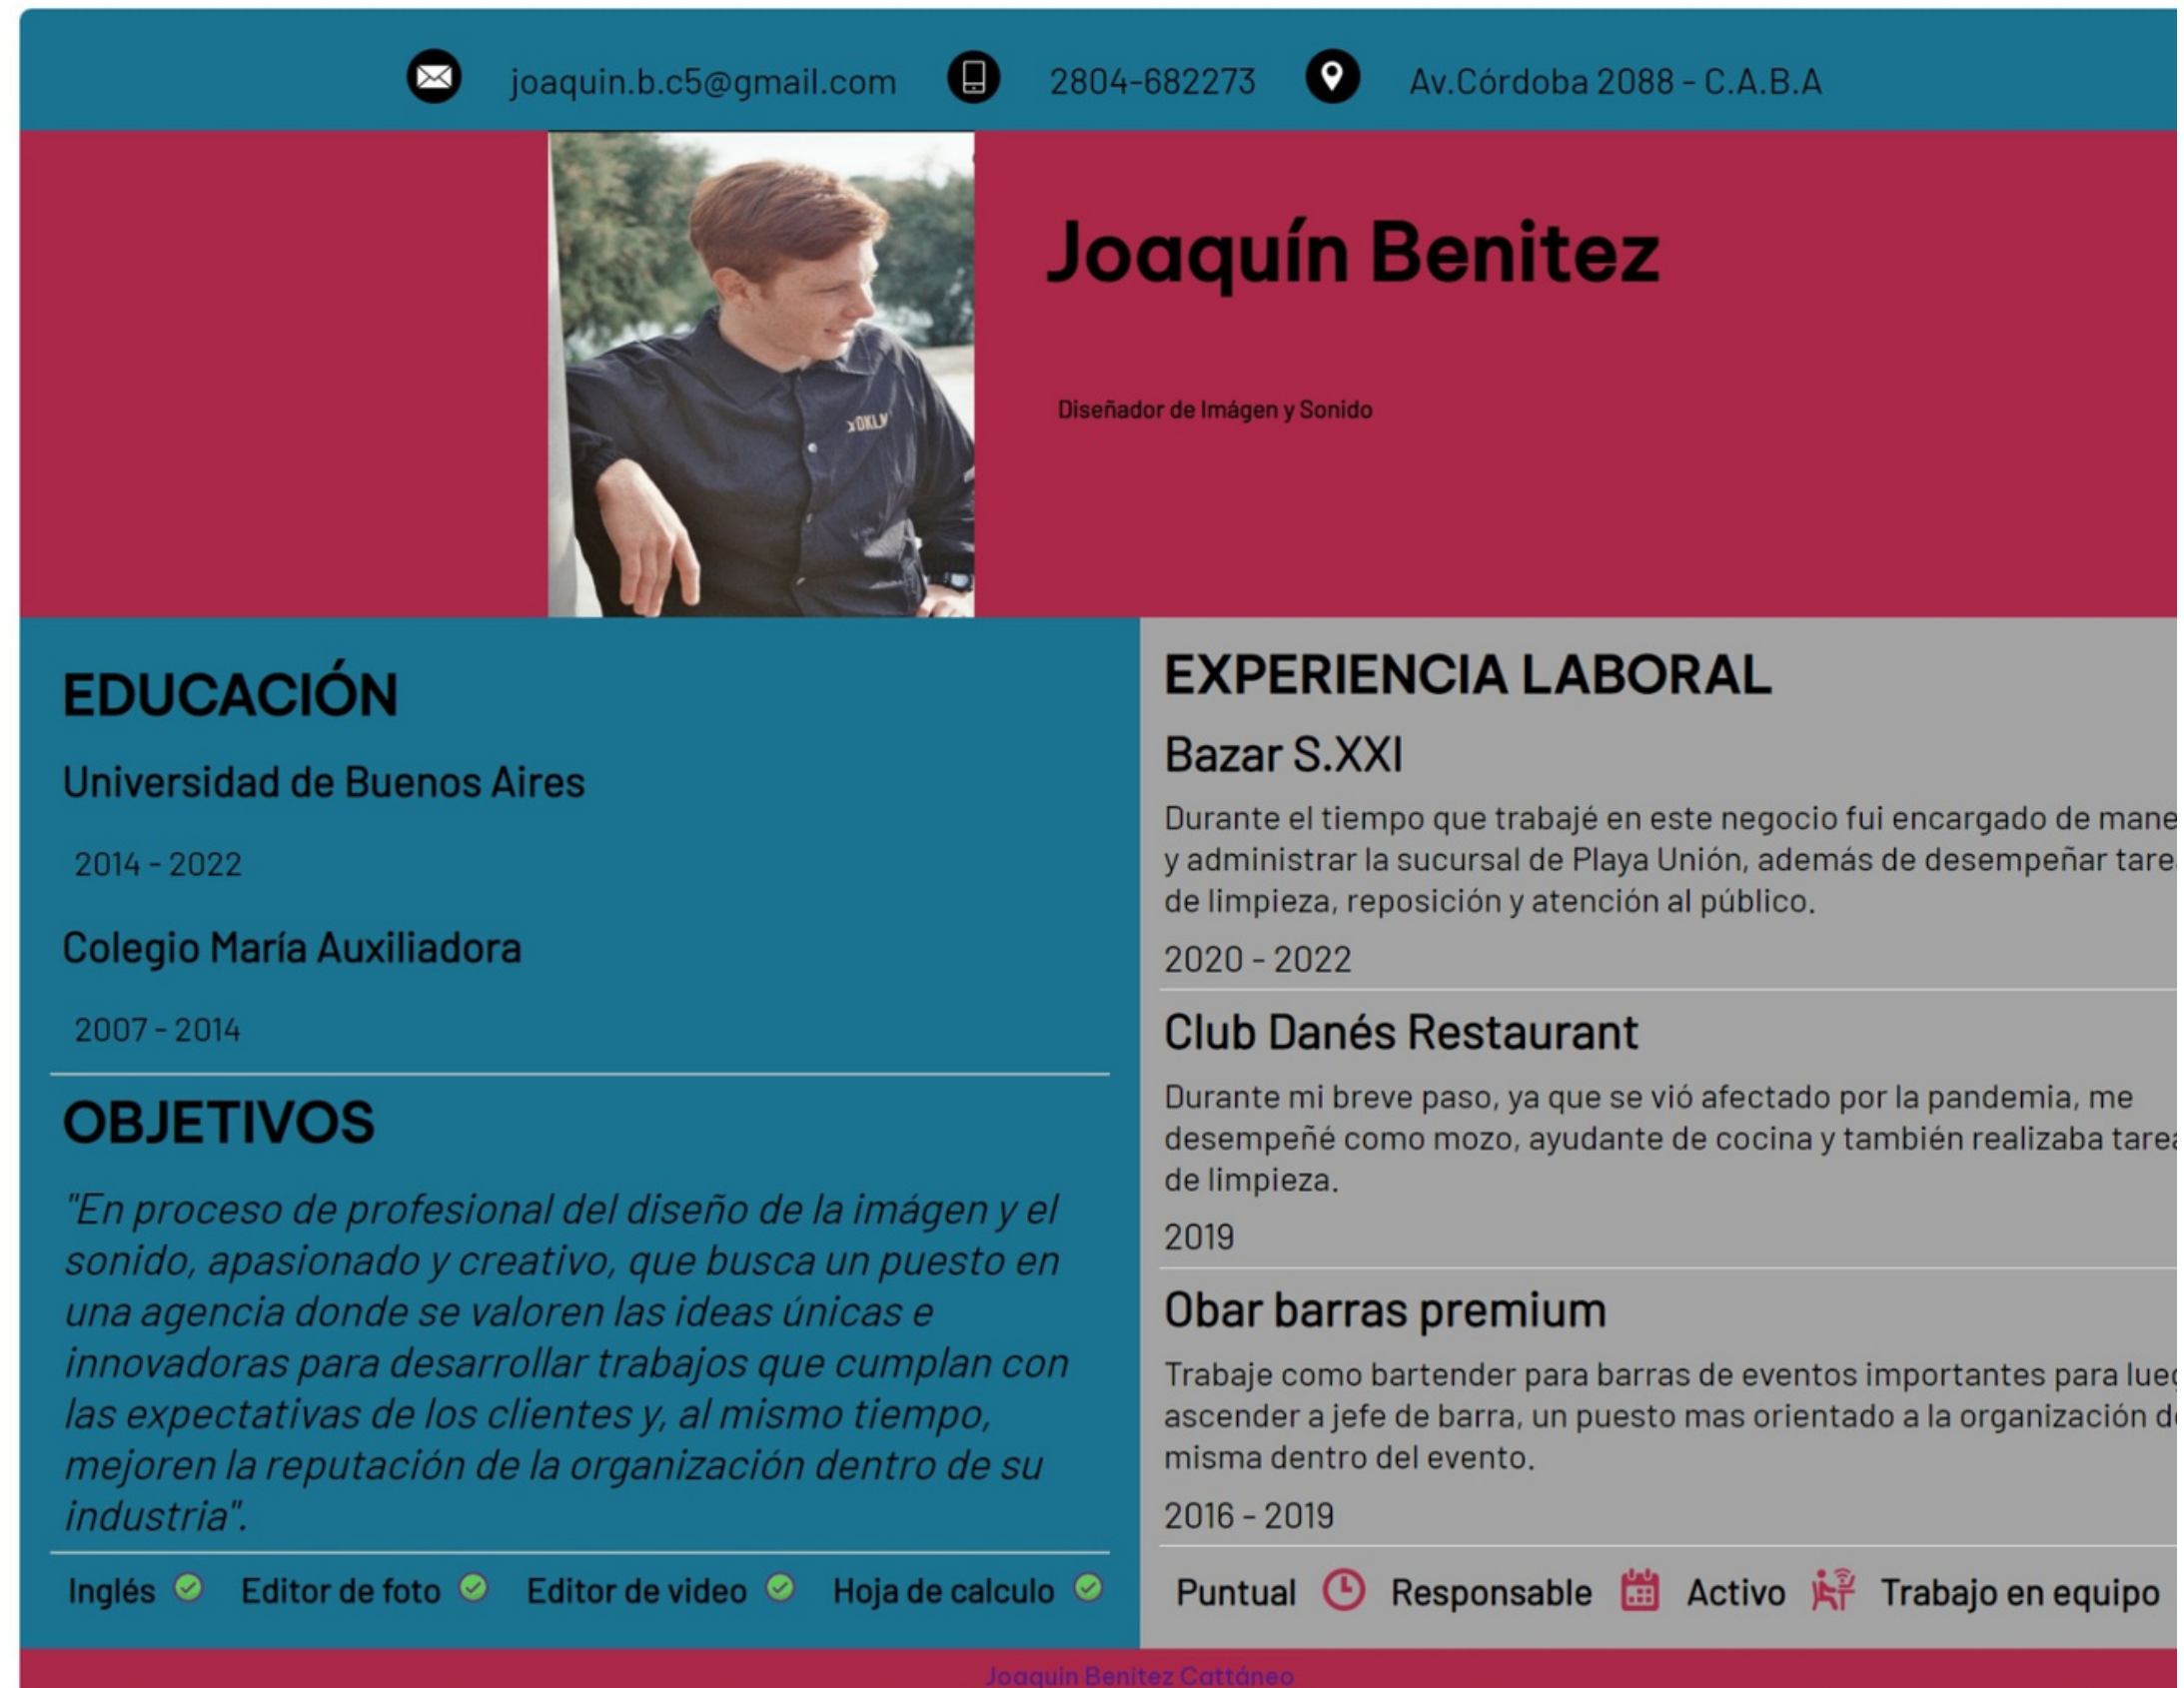 joaquin.b.c5@gmail.com 2804-682273 Av.Córdoba 2088 - C.A.B.A
Joaquín Benitez
Diseñador de Imágen y Sonido
EDUCACIÓN
Universidad de Buenos Aires
2014 - 2022
Colegio María Auxiliadora
2007 - 2014
OBJETIVOS
"En proceso de profesional del diseño de la imágen y el
sonido, apasionado y creativo, que busca un puesto en
una agencia donde se valoren las ideas únicas e
innovadoras para desarrollar trabajos que cumplan con
las expectativas de los clientes y, al mismo tiempo,
mejoren la reputación de la organización dentro de su
industria".
Inglés Editor de foto Editor de video Hoja de calculo
EXPERIENCIA LABORAL
Bazar S.XXI
Durante el tiempo que trabajé en este negocio fui encargado de
y administrar la sucursal de Playa Unión, además de desempeñar
de limpieza, reposición y atención al público.
2020 - 2022
Club Danés Restaurant
Durante mi breve paso, ya que se vió afectado por la pandemia, me
desempeñé como mozo, ayudante de cocina y también realizaba
de limpieza.
2019
Obar barras premium
Trabaje como bartender para barras de eventos importantes para
ascender a jefe de barra, un puesto mas orientado a la organización
misma dentro del evento.
2016 - 2019
Puntual Responsable Activo Trabajo en equipo
Joaquin Benitez Cattáneo